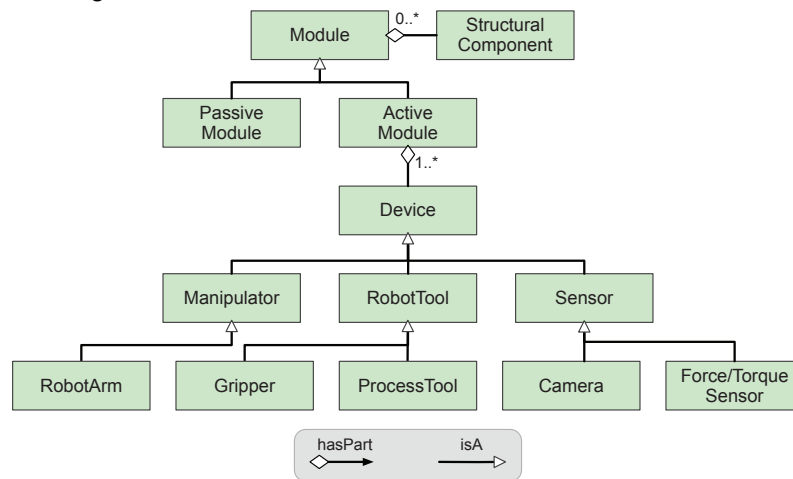 0..*
Module
Structural
Component
Passive
Module
Active
Module
1..*
Device
Manipulator
RobotTool
Sensor
RobotArm
Gripper
ProcessTool
Camera
Force/Torque
Sensor
hasPart
isA